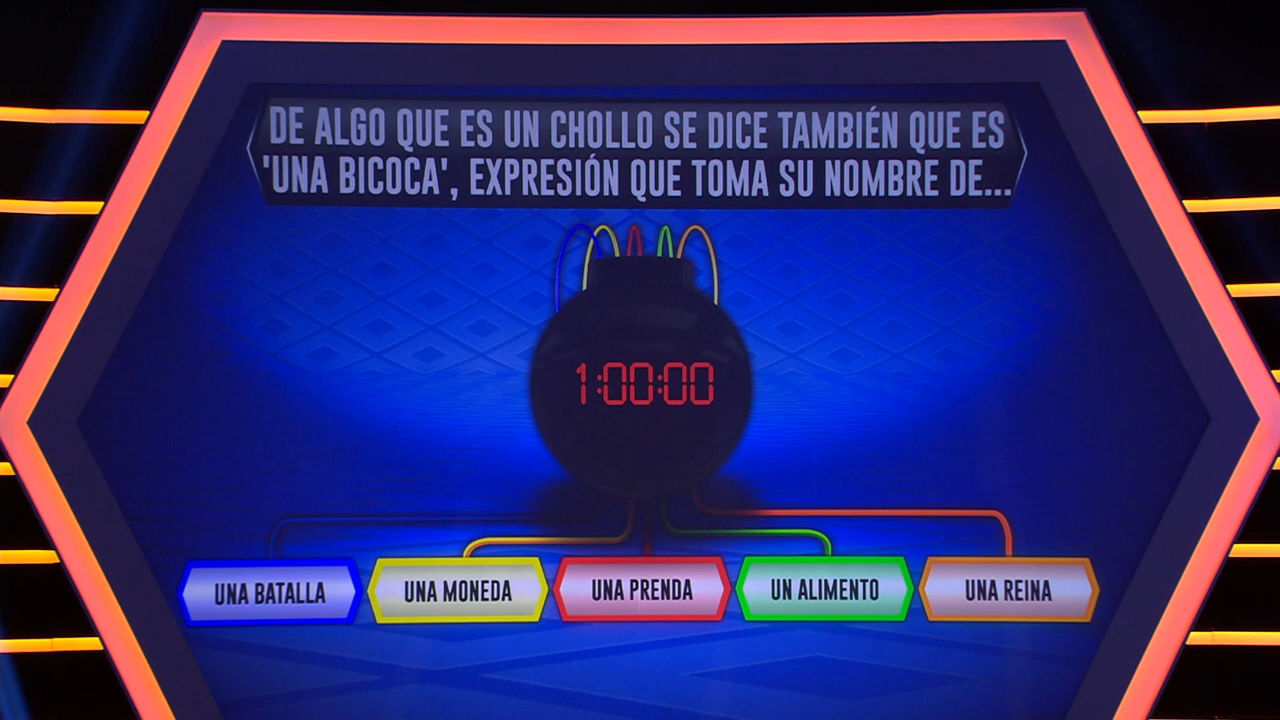 DE ALGO QUE ES UN CHOLLO SE DICE TAMBIÉN QUE ES
'UNA BICOCA', EXPRESIÓN QUE TOMA SU NOMBRE DE...
1:00:00
UNA BATALLA
UNA MONEDA
UNA PRENDA
UN ALIMENTO
UNA REINA